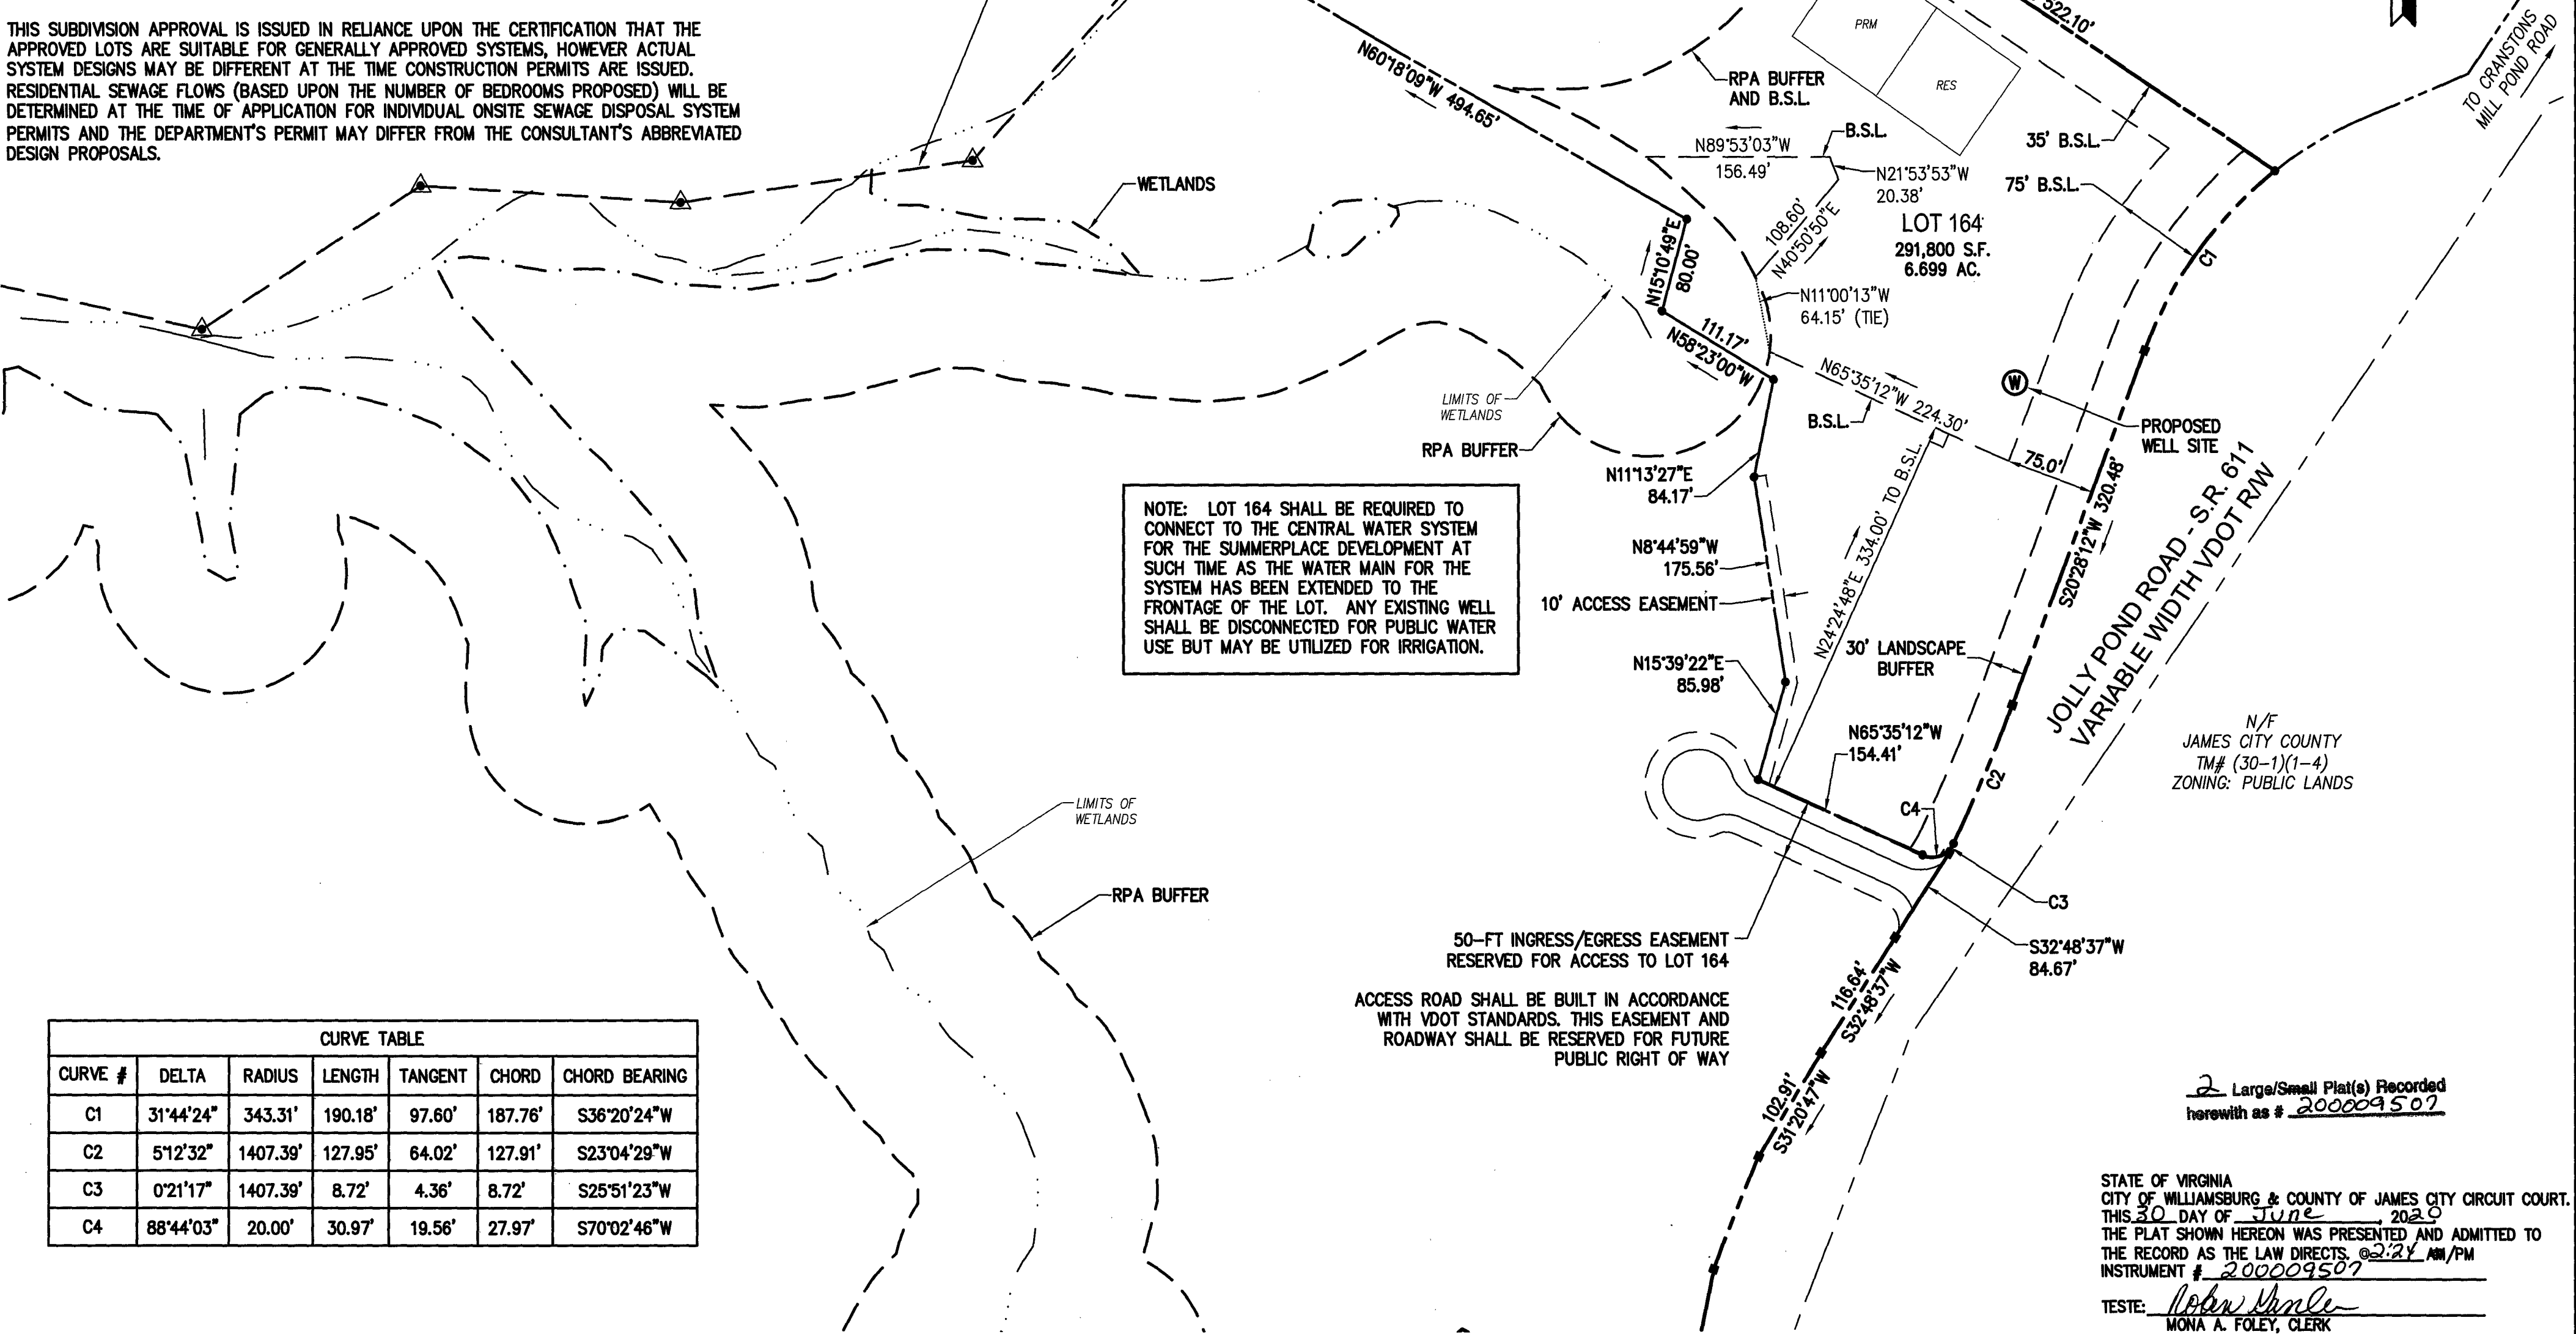 THIS SUBDIVISION APPROVAL IS ISSUED IN RELIANCE UPON THE CERTIFICATION THAT THE
APPROVED LOTS ARE SUITABLE FOR GENERALLY APPROVED SYSTEMS, HOWEVER ACTUAL
SYSTEM DESIGNS MAY BE DIFFERENT AT THE TIME CONSTRUCTION PERMITS ARE ISSUED.
RESIDENTIAL SEWAGE FLOWS (BASED UPON THE NUMBER OF BEDROOMS PROPOSED) WILL BE
DETERMINED AT THE TIME OF APPLICATION FOR INDIVIDUAL ONSITE SEWAGE DISPOSAL SYSTEM
PERMITS AND THE DEPARTMENT'S PERMIT MAY DIFFER FROM THE CONSULTANT'S ABBREVIATED
DESIGN PROPOSALS.
WETLANDS
N60°18'09"W 494.65'
522.10'
PRM
RES
RPA BUFFER
AND B.S.L.
B.S.L.
N89°53'03"W
156.49'
N21°53'53"W
20.38'
35' B.S.L.
75' B.S.L.
TO CRANSTONS
MILL POND ROAD
LOT 164
291,800 S.F.
6.699 AC.
108.60'
N40°50'50"E
C1
N15°10'49"E
80.00'
N11°00'13"W
64.15' (TIE)
111.17'
N58°23'00"W
N65°35'12"W 224.30'
B.S.L.
W
PROPOSED
WELL SITE
75.0'
LIMITS OF
WETLANDS
RPA BUFFER
N11°13'27"E
84.17'
N8°44'59"W
175.56'
10' ACCESS EASEMENT
N24°24'48"E 334.00' TO B.S.L.
S20°28'12"W 320.48'
JOLLY POND ROAD - S.R. 611
VARIABLE WIDTH VDOT R/W
30' LANDSCAPE
BUFFER
N15°39'22"E
85.98'
N65°35'12"W
154.41'
NOTE: LOT 164 SHALL BE REQUIRED TO
CONNECT TO THE CENTRAL WATER SYSTEM
FOR THE SUMMERPLACE DEVELOPMENT AT
SUCH TIME AS THE WATER MAIN FOR THE
SYSTEM HAS BEEN EXTENDED TO THE
FRONTAGE OF THE LOT. ANY EXISTING WELL
SHALL BE DISCONNECTED FOR PUBLIC WATER
USE BUT MAY BE UTILIZED FOR IRRIGATION.
N/F
JAMES CITY COUNTY
TM# (30-1)(1-4)
ZONING: PUBLIC LANDS
C2
C4
C3
LIMITS OF
WETLANDS
RPA BUFFER
S32°48'37"W
84.67'
50-FT INGRESS/EGRESS EASEMENT
RESERVED FOR ACCESS TO LOT 164
ACCESS ROAD SHALL BE BUILT IN ACCORDANCE
WITH VDOT STANDARDS. THIS EASEMENT AND
ROADWAY SHALL BE RESERVED FOR FUTURE
PUBLIC RIGHT OF WAY
116.64'
S32°48'37"W
102.91'
S31°20'47"W
CURVE TABLE
CURVE # DELTA RADIUS LENGTH TANGENT CHORD CHORD BEARING
C1 31°44'24" 343.31' 190.18' 97.60' 187.76' S36°20'24"W
C2 5°12'32" 1407.39' 127.95' 64.02' 127.91' S23°04'29"W
C3 0°21'17" 1407.39' 8.72' 4.36' 8.72' S25°51'23"W
C4 88°44'03" 20.00' 30.97' 19.56' 27.97' S70°02'46"W
2 Large/Small Plat(s) Recorded
herewith as # 200009507
STATE OF VIRGINIA
CITY OF WILLIAMSBURG & COUNTY OF JAMES CITY CIRCUIT COURT.
THIS 30 DAY OF June, 2020
THE PLAT SHOWN HEREON WAS PRESENTED AND ADMITTED TO
THE RECORD AS THE LAW DIRECTS. @2:24 AM/PM
INSTRUMENT # 200009507
TESTE:
MONA A. FOLEY, CLERK